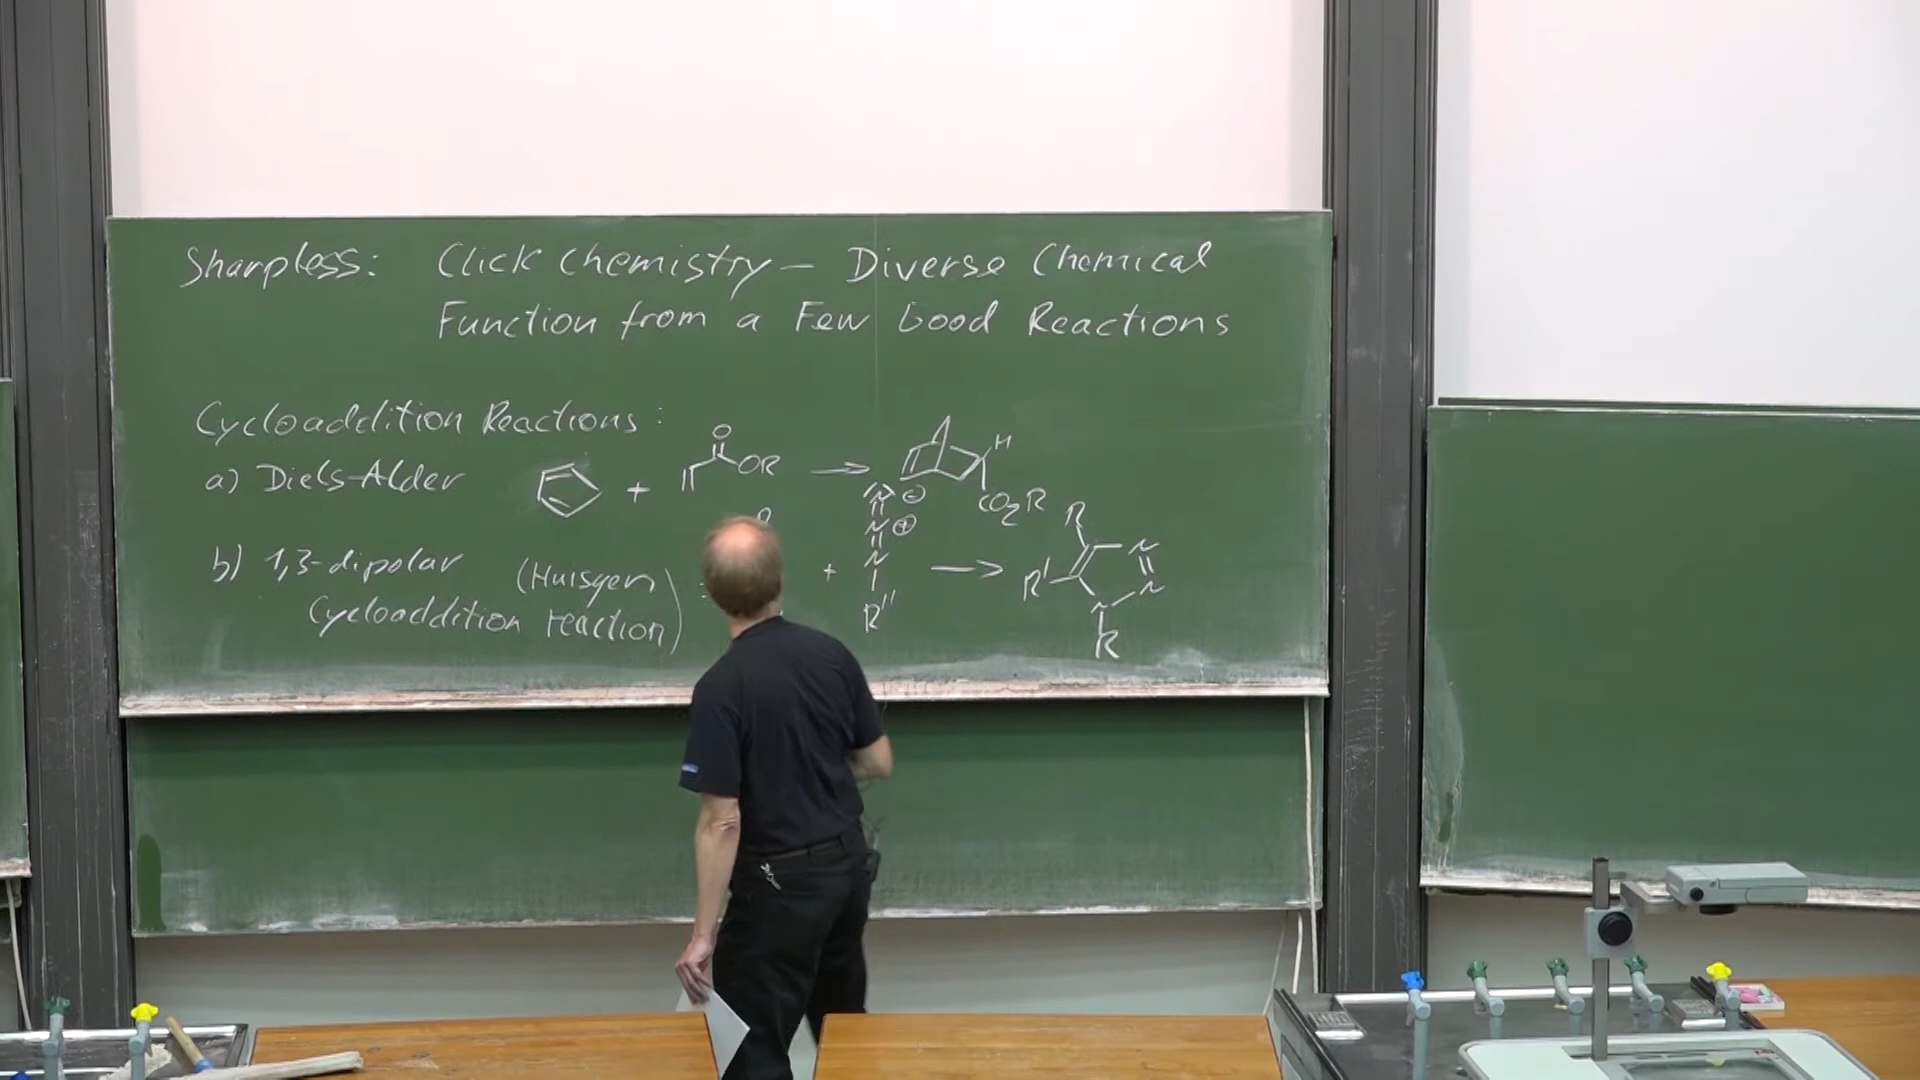 Sharpless: Click Chemistry – Diverse Chemical
Function from a Few Good Reactions
Cycloaddition Reactions:
a) Diels-Alder + O OR → H CO2R
b) 1,3-dipolar (Huisgen
Cycloaddition reaction)
R + N ⊖ N ⊕ N R'' → R R' N N N R